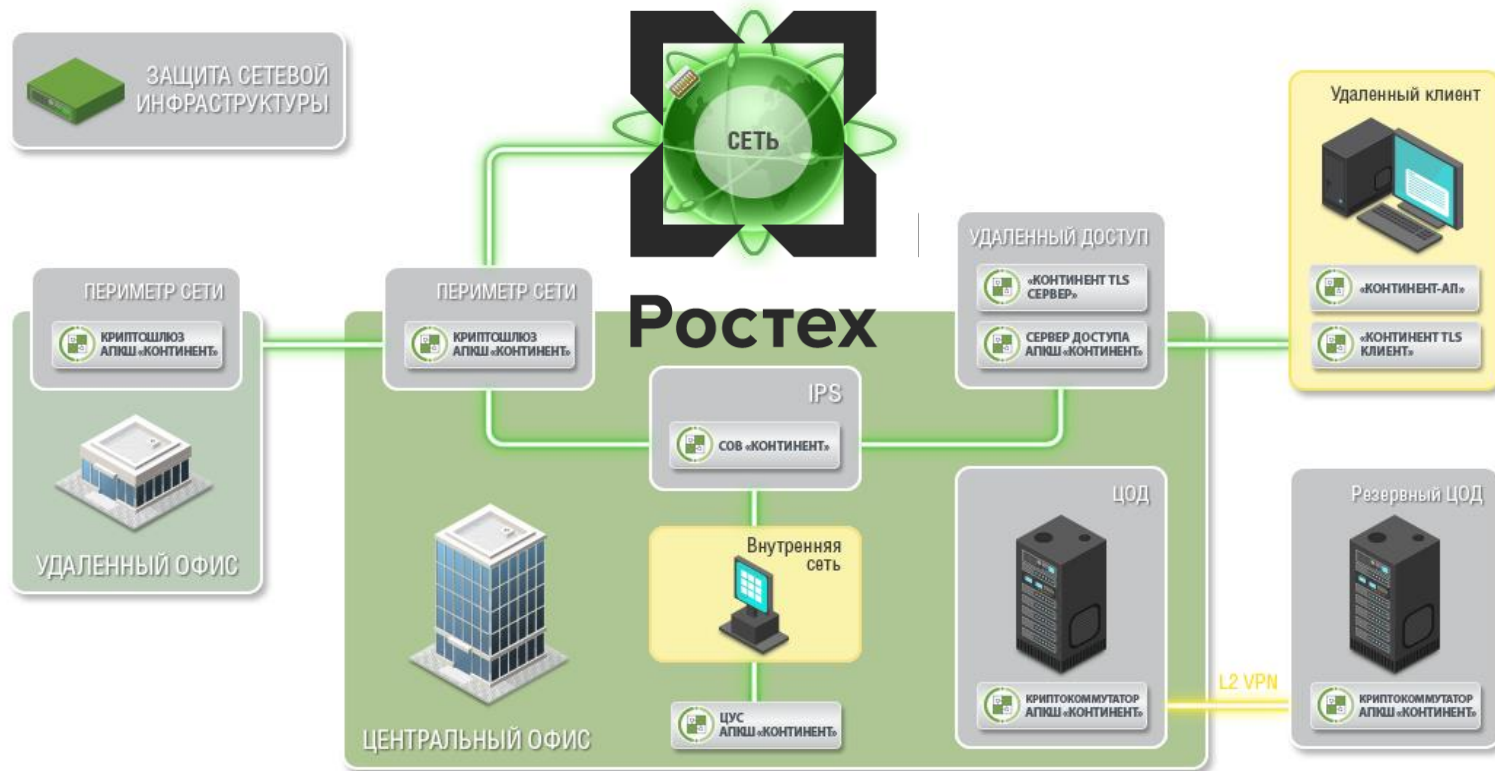 ЗАЩИТА СЕТЕВОЙ
ИНФРАСТРУКТУРЫ
СЕТЬ
Ростех
Удаленный клиент
«КОНТИНЕНТ-АП»
«КОНТИНЕНТ TLS
КЛИЕНТ»
УДАЛЕННЫЙ ДОСТУП
«КОНТИНЕНТ TLS
СЕРВЕР»
СЕРВЕР ДОСТУПА
АПКШ «КОНТИНЕНТ»
ПЕРИМЕТР СЕТИ
КРИПТОШЛЮЗ
АПКШ «КОНТИНЕНТ»
УДАЛЕННЫЙ ОФИС
ПЕРИМЕТР СЕТИ
КРИПТОШЛЮЗ
АПКШ «КОНТИНЕНТ»
IPS
СОВ «КОНТИНЕНТ»
Внутренняя
сеть
ЦУС
АПКШ «КОНТИНЕНТ»
ЦЕНТРАЛЬНЫЙ ОФИС
ЦОД
КРИПТОКОММУТАТОР
АПКШ «КОНТИНЕНТ»
L2 VPN
Резервный ЦОД
КРИПТОКОММУТАТОР
АПКШ «КОНТИНЕНТ»